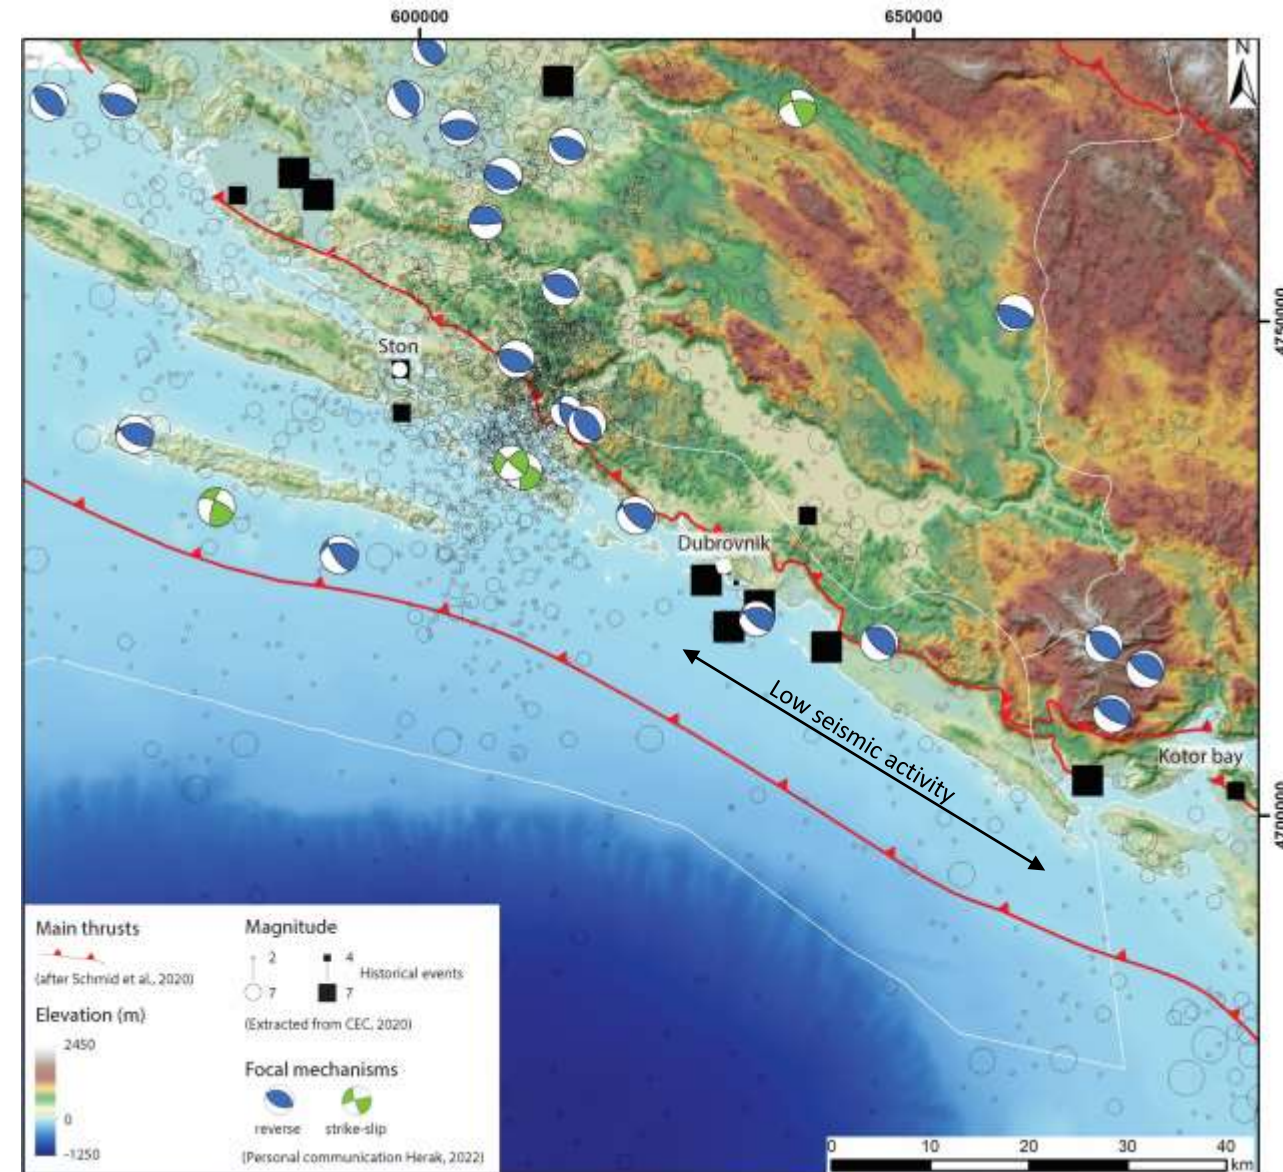 600000
650000
N
4750000
Ston
Dubrovnik
Low seismic activity
Kotor bay
4700000
Main thrusts
(after Schmid et al., 2020)
Elevation (m)
2450
0
-1250
Magnitude
2
4
Historical events
7
7
(Extracted from CEC, 2020)
Focal mechanisms
reverse
strike-slip
(Personal communication Herak, 2022)
0
10
20
30
40
km